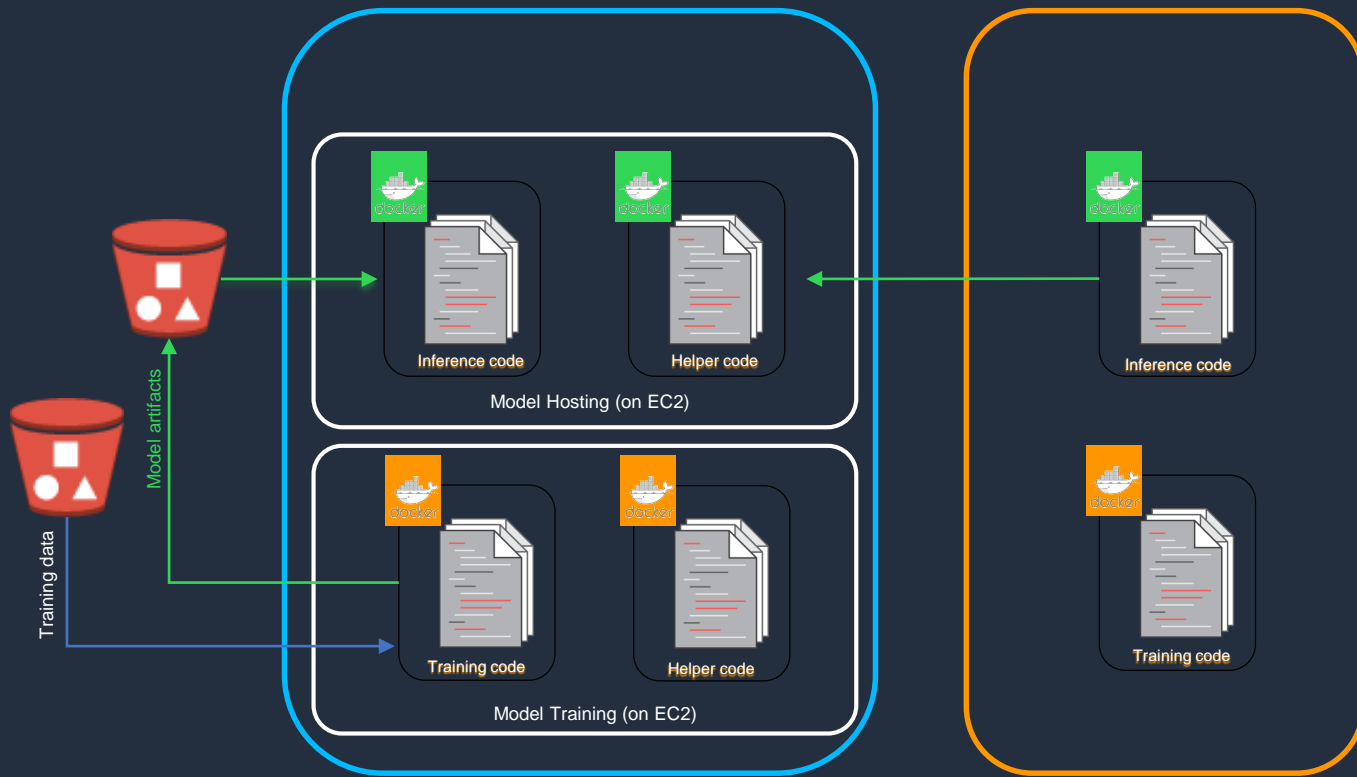 docker
docker
docker
Inference code
Helper code
Inference code
Model Hosting (on EC2)
Model artifacts
Training data
docker
docker
docker
Training code
Helper code
Training code
Model Training (on EC2)